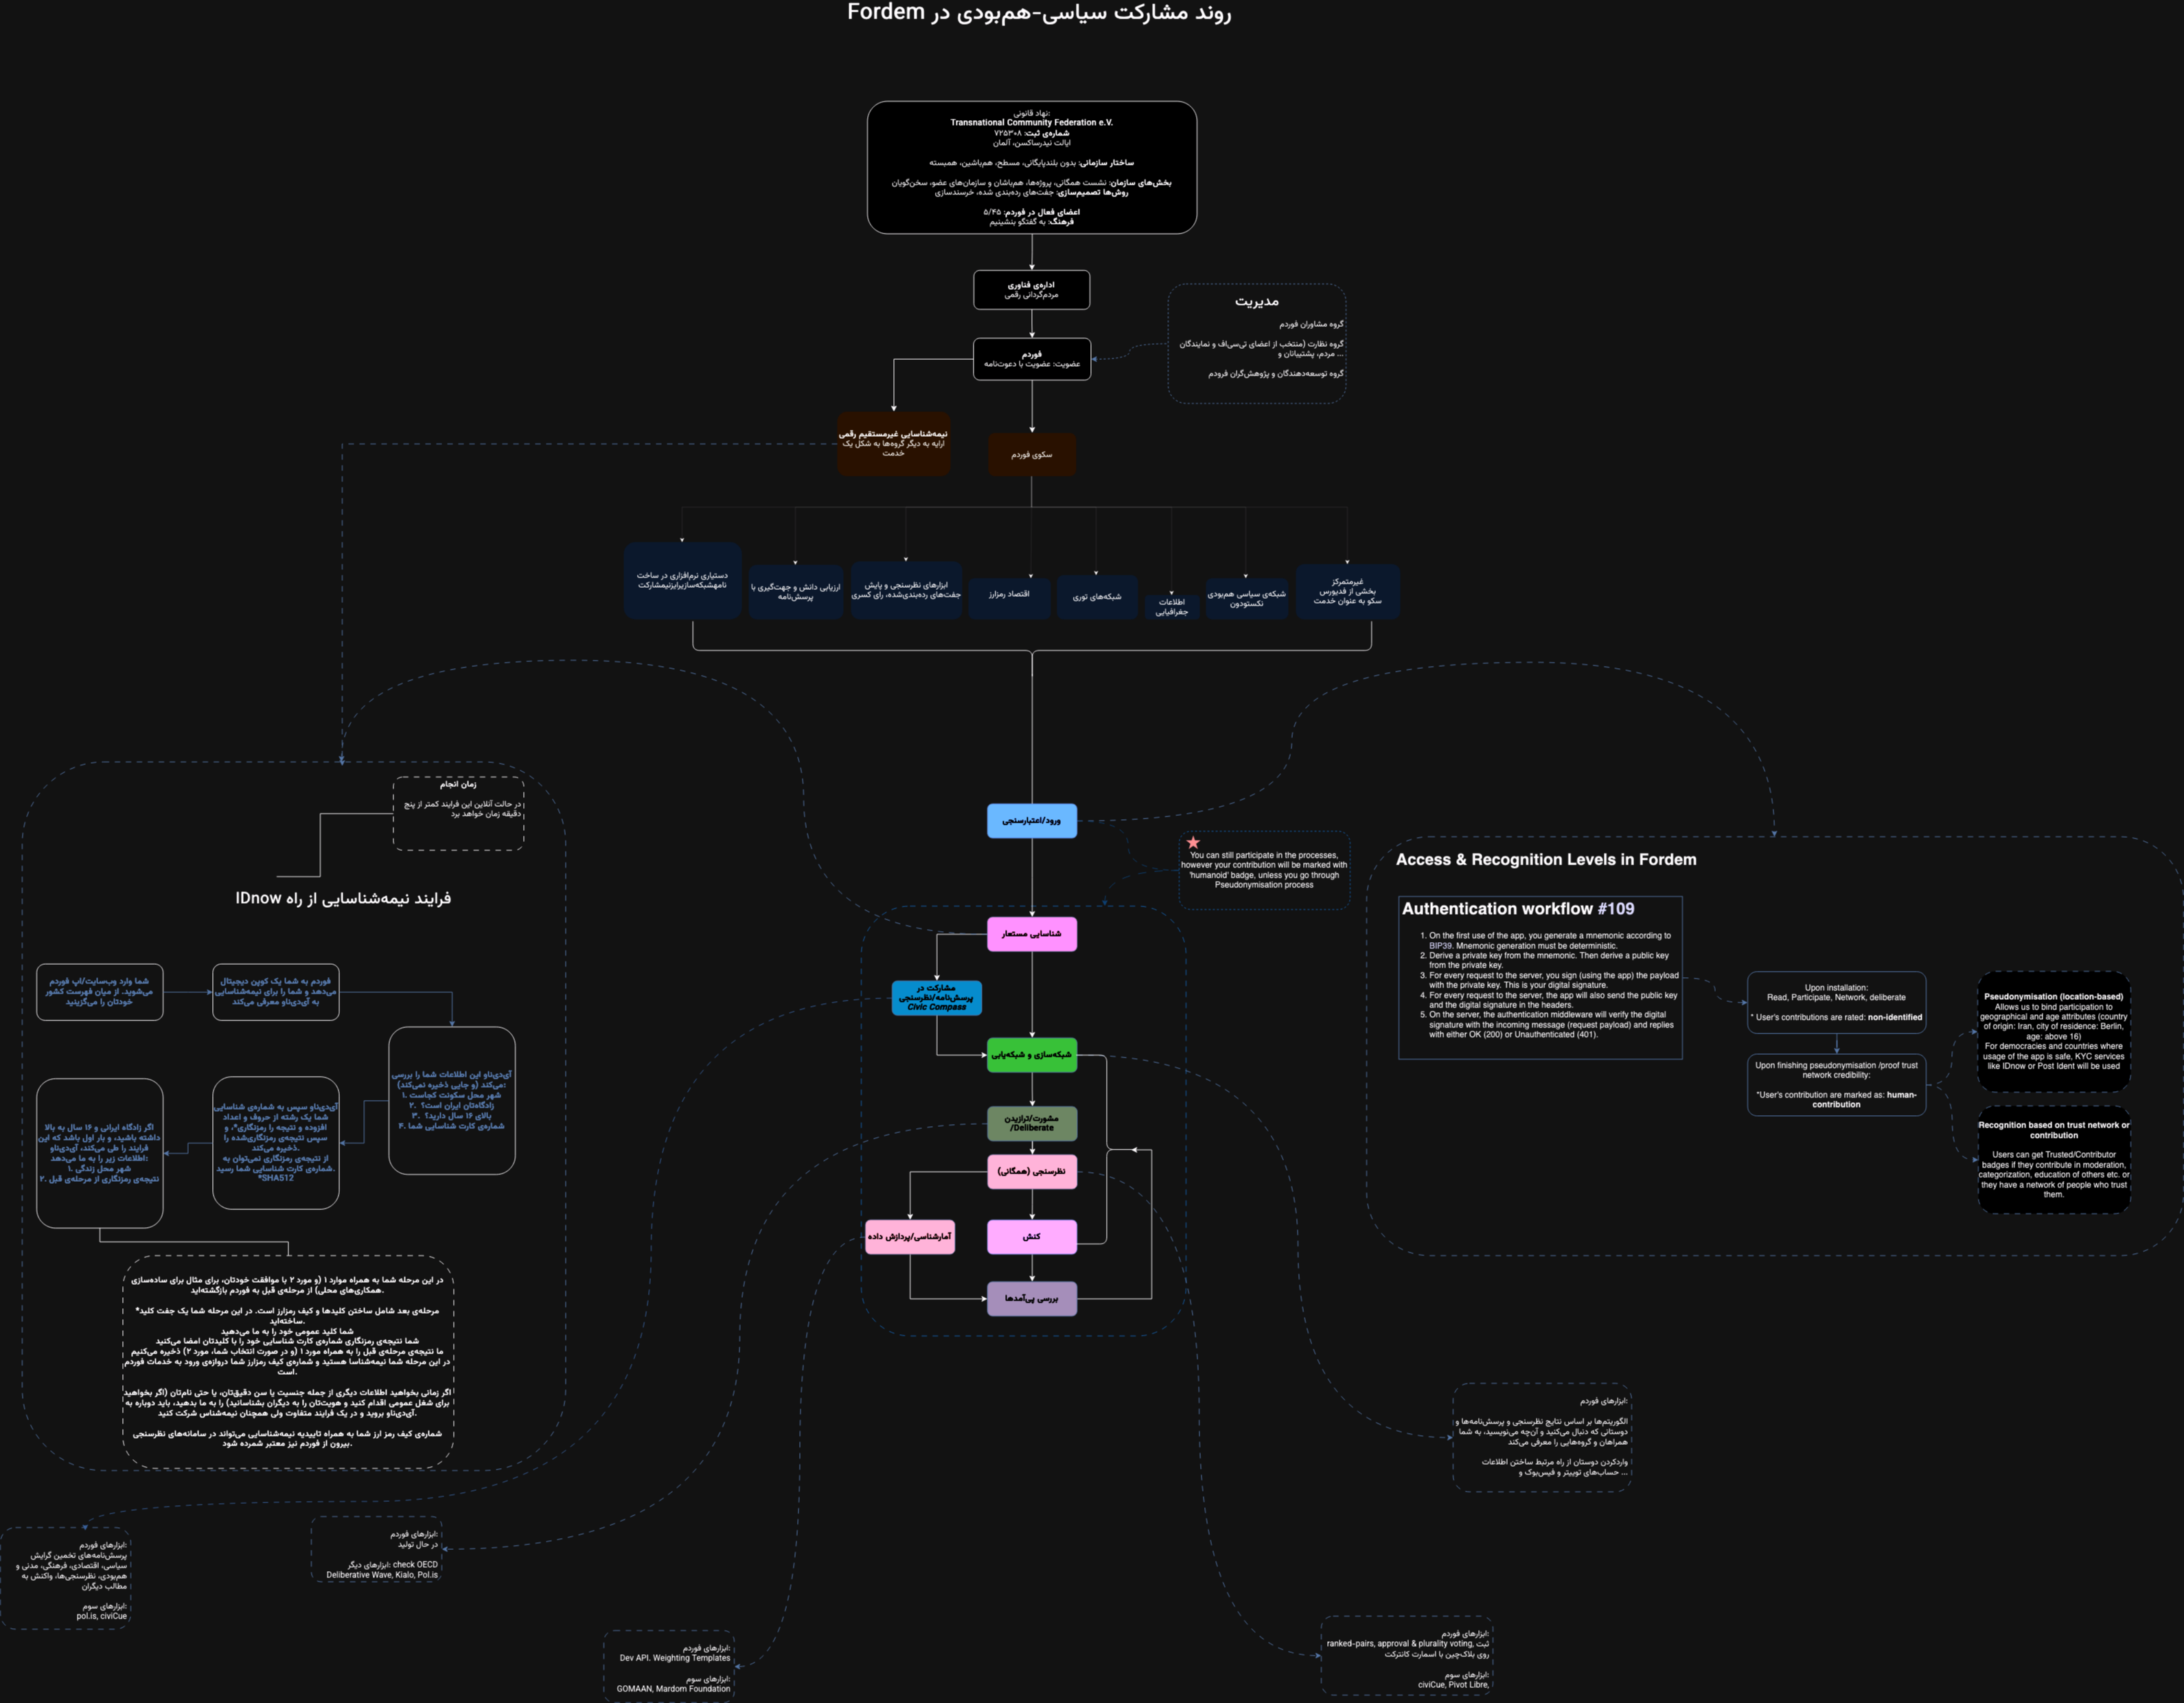 روند مشارکت سیاسی-هم‌بودی در Fordem
نهاد قانونی:
Transnational Community Federation e.V.
شماره‌ی ثبت: ۷۲۵۳۰۸
ایالت نیدرساکسن، آلمان
ساختار سازمانی: بدون بلندپایگانی، مسطح، هم‌باشین، همبسته
بخش‌های سازمان: نشست همگانی، پروژه‌ها، هم‌باشان و سازمان‌های عضو، سخن‌گویان
روش‌ها تصمیم‌سازی: جفت‌های رده‌بندی شده، خرسندسازی
اعضای فعال در فوردم: ۵/۴۵
فرهنگ: به گفتگو بنشینیم
اداره‌ی فناوری
مردم‌گردانی رقمی
مدیریت
گروه مشاوران فوردم
گروه نظارت (منتخب از اعضای تی‌سی‌اف و نمایندگان
مردم، پشتیبانان و ...
گروه توسعه‌دهندگان و پژوهش‌گران فرودم
فوردم
عضویت: عضویت با دعوت‌نامه
نیمه‌شناسایی غیرمستقیم رقمی
ارایه به دیگر گروه‌ها به شکل یک
خدمت
سکوی فوردم
دستیاری نرم‌افزاری در ساخت
نامهشبکه‌سازیرایزنیمشارکت
ارزیابی دانش و جهت‌گیری با
پرسش‌نامه
ابزارهای نظرسنجی و پایش
جفت‌های رده‌بندی‌شده، رای کسری
اقتصاد رمزارز
شبکه‌های توری
اطلاعات
جغرافیایی
شبکه‌ی سیاسی هم‌بودی
نکستودون
غیرمتمرکز
بخشی از فدیورس
سکو به عنوان خدمت
زمان انجام
در حالت آنلاین این فرایند کمتر از پنج
دقیقه زمان خواهد برد
فرایند نیمه‌شناسایی از راه IDnow
شما وارد وب‌سایت/اپ فوردم
می‌شوید. از میان فهرست کشور
خودتان را می‌گزینید
فوردم به شما یک کوپن دیجیتال
می‌دهد و شما را برای نیمه‌شناسایی
به آی‌دی‌ناو معرفی می‌کند
آی‌دی‌ناو این اطلاعات شما را بررسی
می‌کند (و جایی ذخیره نمی‌کند):
۱. شهر محل سکونت کجاست
۲. زادگاه‌تان ایران است؟
۳. بالای ۱۶ سال دارید؟
۴. شماره‌ی کارت شناسایی شما
آی‌دی‌ناو سپس به شماره‌ی شناسایی
شما یک رشته از حروف و اعداد
افزوده و نتیجه را رمزنگاری*، و
سپس نتیجه‌ی رمزنگاری‌شده را
ذخیره می‌کند.
از نتیجه‌ی رمزنگاری نمی‌توان به
شماره‌ی کارت شناسایی شما رسید.
*SHA512
اگر زادگاه ایرانی و ۱۶ سال به بالا
داشته باشید، و بار اول باشد که این
فرایند را طی می‌کند، آی‌دی‌ناو
اطلاعات زیر را به ما می‌دهد:
۱. شهر محل زندگی
۲. نتیجه‌ی رمزنگاری از مرحله‌ی قبل
در این مرحله شما به همراه موارد ۱ (و مورد ۲ با موافقت خودتان، برای مثال برای ساده‌سازی
همکاری‌های محلی) از مرحله‌ی قبل به فوردم بازگشته‌اید.
*مرحله‌ی بعد شامل ساختن کلیدها و کیف رمزارز است. در این مرحله شما یک جفت کلید
ساخته‌اید.
شما کلید عمومی خود را به ما می‌دهید
شما نتیجه‌ی رمزنگاری شماره‌ی کارت شناسایی خود را با کلیدتان امضا می‌کنید
ما نتیجه‌ی مرحله‌ی قبل را به همراه مورد ۱ (و در صورت انتخاب شما، مورد ۲) ذخیره می‌کنیم
در این مرحله شما نیمه‌شناسا هستید و شماره‌ی کیف رمزارز شما دروازه‌ی ورود به خدمات فوردم
است.
اگر زمانی بخواهید اطلاعات دیگری از جمله جنسیت یا سن دقیق‌تان، یا حتی نام‌تان (اگر بخواهید
برای شغل عمومی اقدام کنید و هویت‌تان را به دیگران بشناسانید) را به ما بدهید، باید دوباره به
آی‌دی‌ناو بروید و در یک فرایند متفاوت ولی همچنان نیمه‌شناس شرکت کنید.
شماره‌ی کیف رمز ارز شما به همراه تاییدیه نیمه‌شناسایی می‌تواند در سامانه‌های نظرسنجی
بیرون از فوردم نیز معتبر شمرده شود.
ورود/اعتبارسنجی
You can still participate in the processes,
however your contribution will be marked with
'humanoid' badge, unless you go through
Pseudonymisation process
شناسایی مستعار
مشارکت در
پرسش‌نامه/نظرسنجی
Civic Compass
شبکه‌سازی و شبکه‌یابی
مشورت/ترازیدن
/Deliberate
نظرسنجی (همگانی)
آمارشناسی/پردازش داده
کنش
بررسی پی‌آمدها
Access & Recognition Levels in Fordem
Authentication workflow #109
1. On the first use of the app, you generate a mnemonic according to
BIP39. Mnemonic generation must be deterministic.
2. Derive a private key from the mnemonic. Then derive a public key
from the private key.
3. For every request to the server, you sign (using the app) the payload
with the private key. This is your digital signature.
4. For every request to the server, the app will also send the public key
and the digital signature in the headers.
5. On the server, the authentication middleware will verify the digital
signature with the incoming message (request payload) and replies
with either OK (200) or Unauthenticated (401).
Upon installation:
Read, Participate, Network, deliberate
* User's contributions are rated: non-identified
Upon finishing pseudonymisation /proof trust
network credibility:
*User's contribution are marked as: human-
contribution
Pseudonymisation (location-based)
Allows us to bind participation to
geographical and age attributes (country
of origin: Iran, city of residence: Berlin,
age: above 16)
For democracies and countries where
usage of the app is safe, KYC services
like IDnow or Post Ident will be used
Recognition based on trust network or
contribution
Users can get Trusted/Contributor
badges if they contribute in moderation,
categorization, education of others etc. or
they have a network of people who trust
them.
ابزارهای فوردم:
الگوریتم‌ها بر اساس نتایج نظرسنجی و پرسش‌نامه‌ها و
دوستانی که دنبال می‌کنید و آن‌چه می‌نویسید، به شما
همراهان و گروه‌هایی را معرفی می‌کند
واردکردن دوستان از راه مرتبط ساختن اطلاعات
حساب‌های توییتر و فیس‌بوک و ...
ابزارهای فوردم:
پرسش‌نامه‌های تخمین گرایش
سیاسی، اقتصادی، فرهنگی، مدنی و
هم‌بودی، نظرسنجی‌ها، واکنش به
مطالب دیگران
ابزارهای سوم:
pol.is, civiCue
ابزارهای فوردم:
در حال تولید
ابزارهای دیگر: check OECD
Deliberative Wave, Kialo, Pol.is
ابزارهای فوردم:
Dev API. Weighting Templates
ابزارهای سوم:
GOMAAN, Mardom Foundation
ابزارهای فوردم:
ranked-pairs, approval & plurality voting, ثبت
روی بلاک‌چین با اسمارت کانترکت
ابزارهای سوم:
civiCue, Pivot Libre,